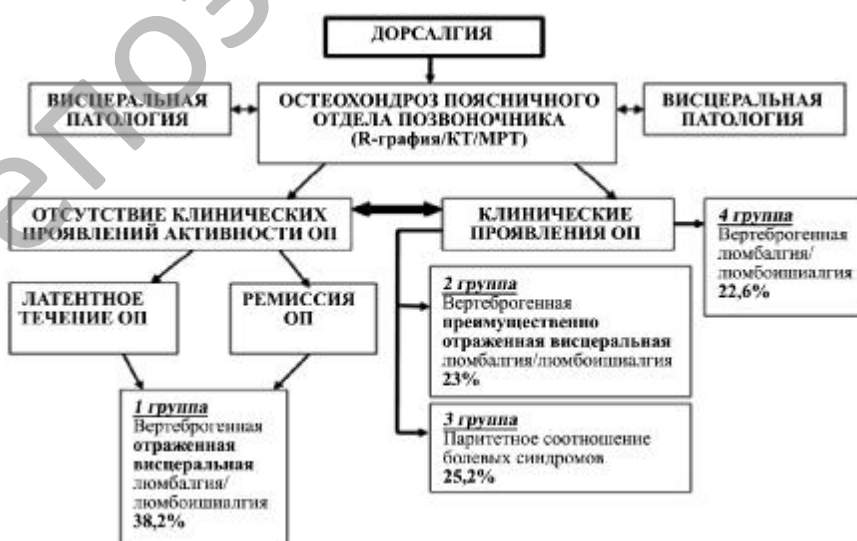 ДОРСАЛГИЯ
ВИСЦЕРАЛЬНАЯ
ПАТОЛОГИЯ
ОСТЕОХОНДРОЗ ПОЯСНИЧНОГО
ОТДЕЛА ПОЗВОНОЧНИКА
(R-графия/КТ/МРТ)
ВИСЦЕРАЛЬНАЯ
ПАТОЛОГИЯ
ОТСУТСТВИЕ КЛИНИЧЕСКИХ
ПРОЯВЛЕНИЙ АКТИВНОСТИ ОП
КЛИНИЧЕСКИЕ
ПРОЯВЛЕНИЯ ОП
4 группа
Вертеброгенная
люмбалгия/
люмбоишиалгия
22,6%
ЛАТЕНТНОЕ
ТЕЧЕНИЕ ОП
РЕМИССИЯ
ОП
2 группа
Вертеброгенная
преимущественно
отраженная висцеральная
люмбалгия/люмбоишиалгия
23%
1 группа
Вертеброгенная
отраженная
висцеральная
люмбалгия/
люмбоишиалгия
38,2%
3 группа
Паритетное соотношение
болевых синдромов
25,2%